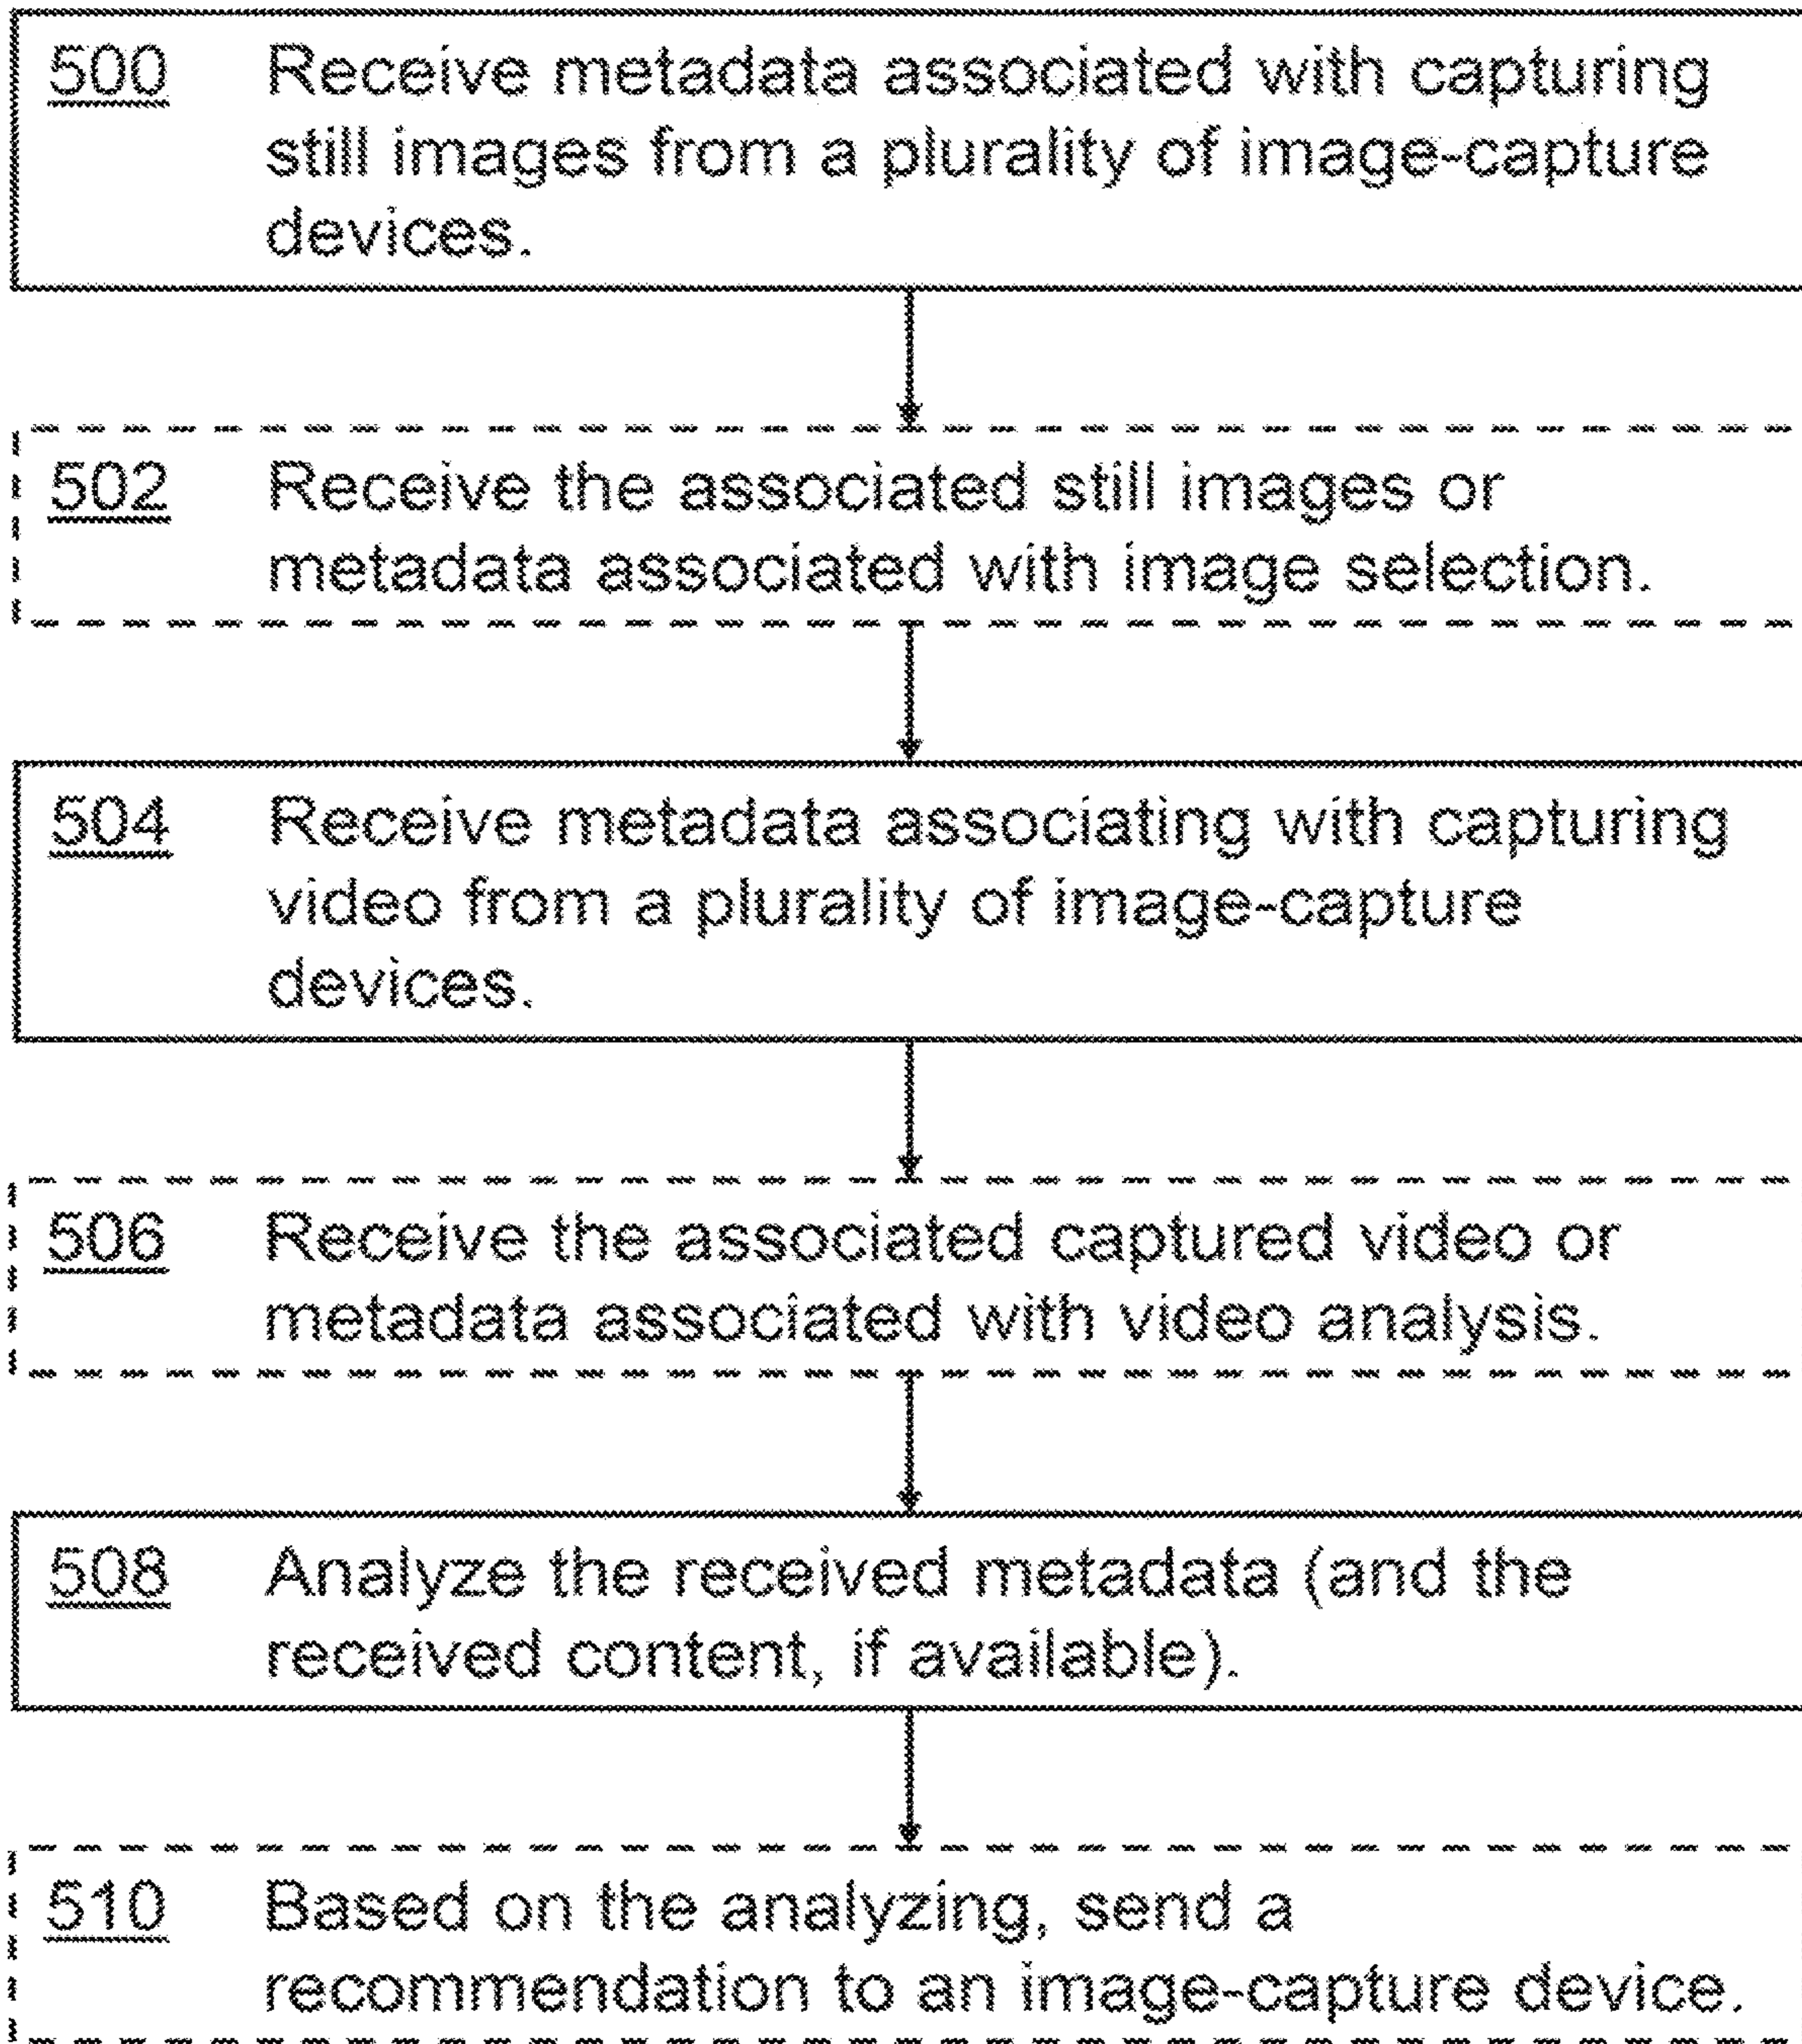 500 Receive metadata associated with capturing
still images from a plurality of image-capture
devices.
502 Receive the associated still images or
metadata associated with image selection.
504 Receive metadata associating with capturing
video from a plurality of image-capture
devices.
506 Receive the associated captured video or
metadata associated with video analysis.
508 Analyze the received metadata (and the
received content, if available).
510 Based on the analyzing, send a
recommendation to an image-capture device.